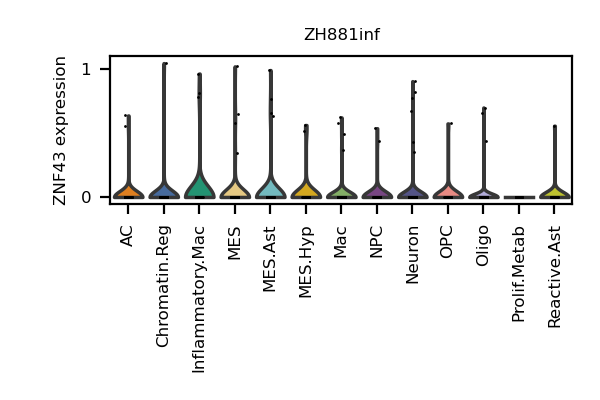 ZH881inf
ZNF43 expression
1
0
AC
Chromatin.Reg
Inflammatory.Mac
MES
MES.Ast
MES.Hyp
Mac
NPC
Neuron
OPC
Oligo
Prolif.Metab
Reactive.Ast